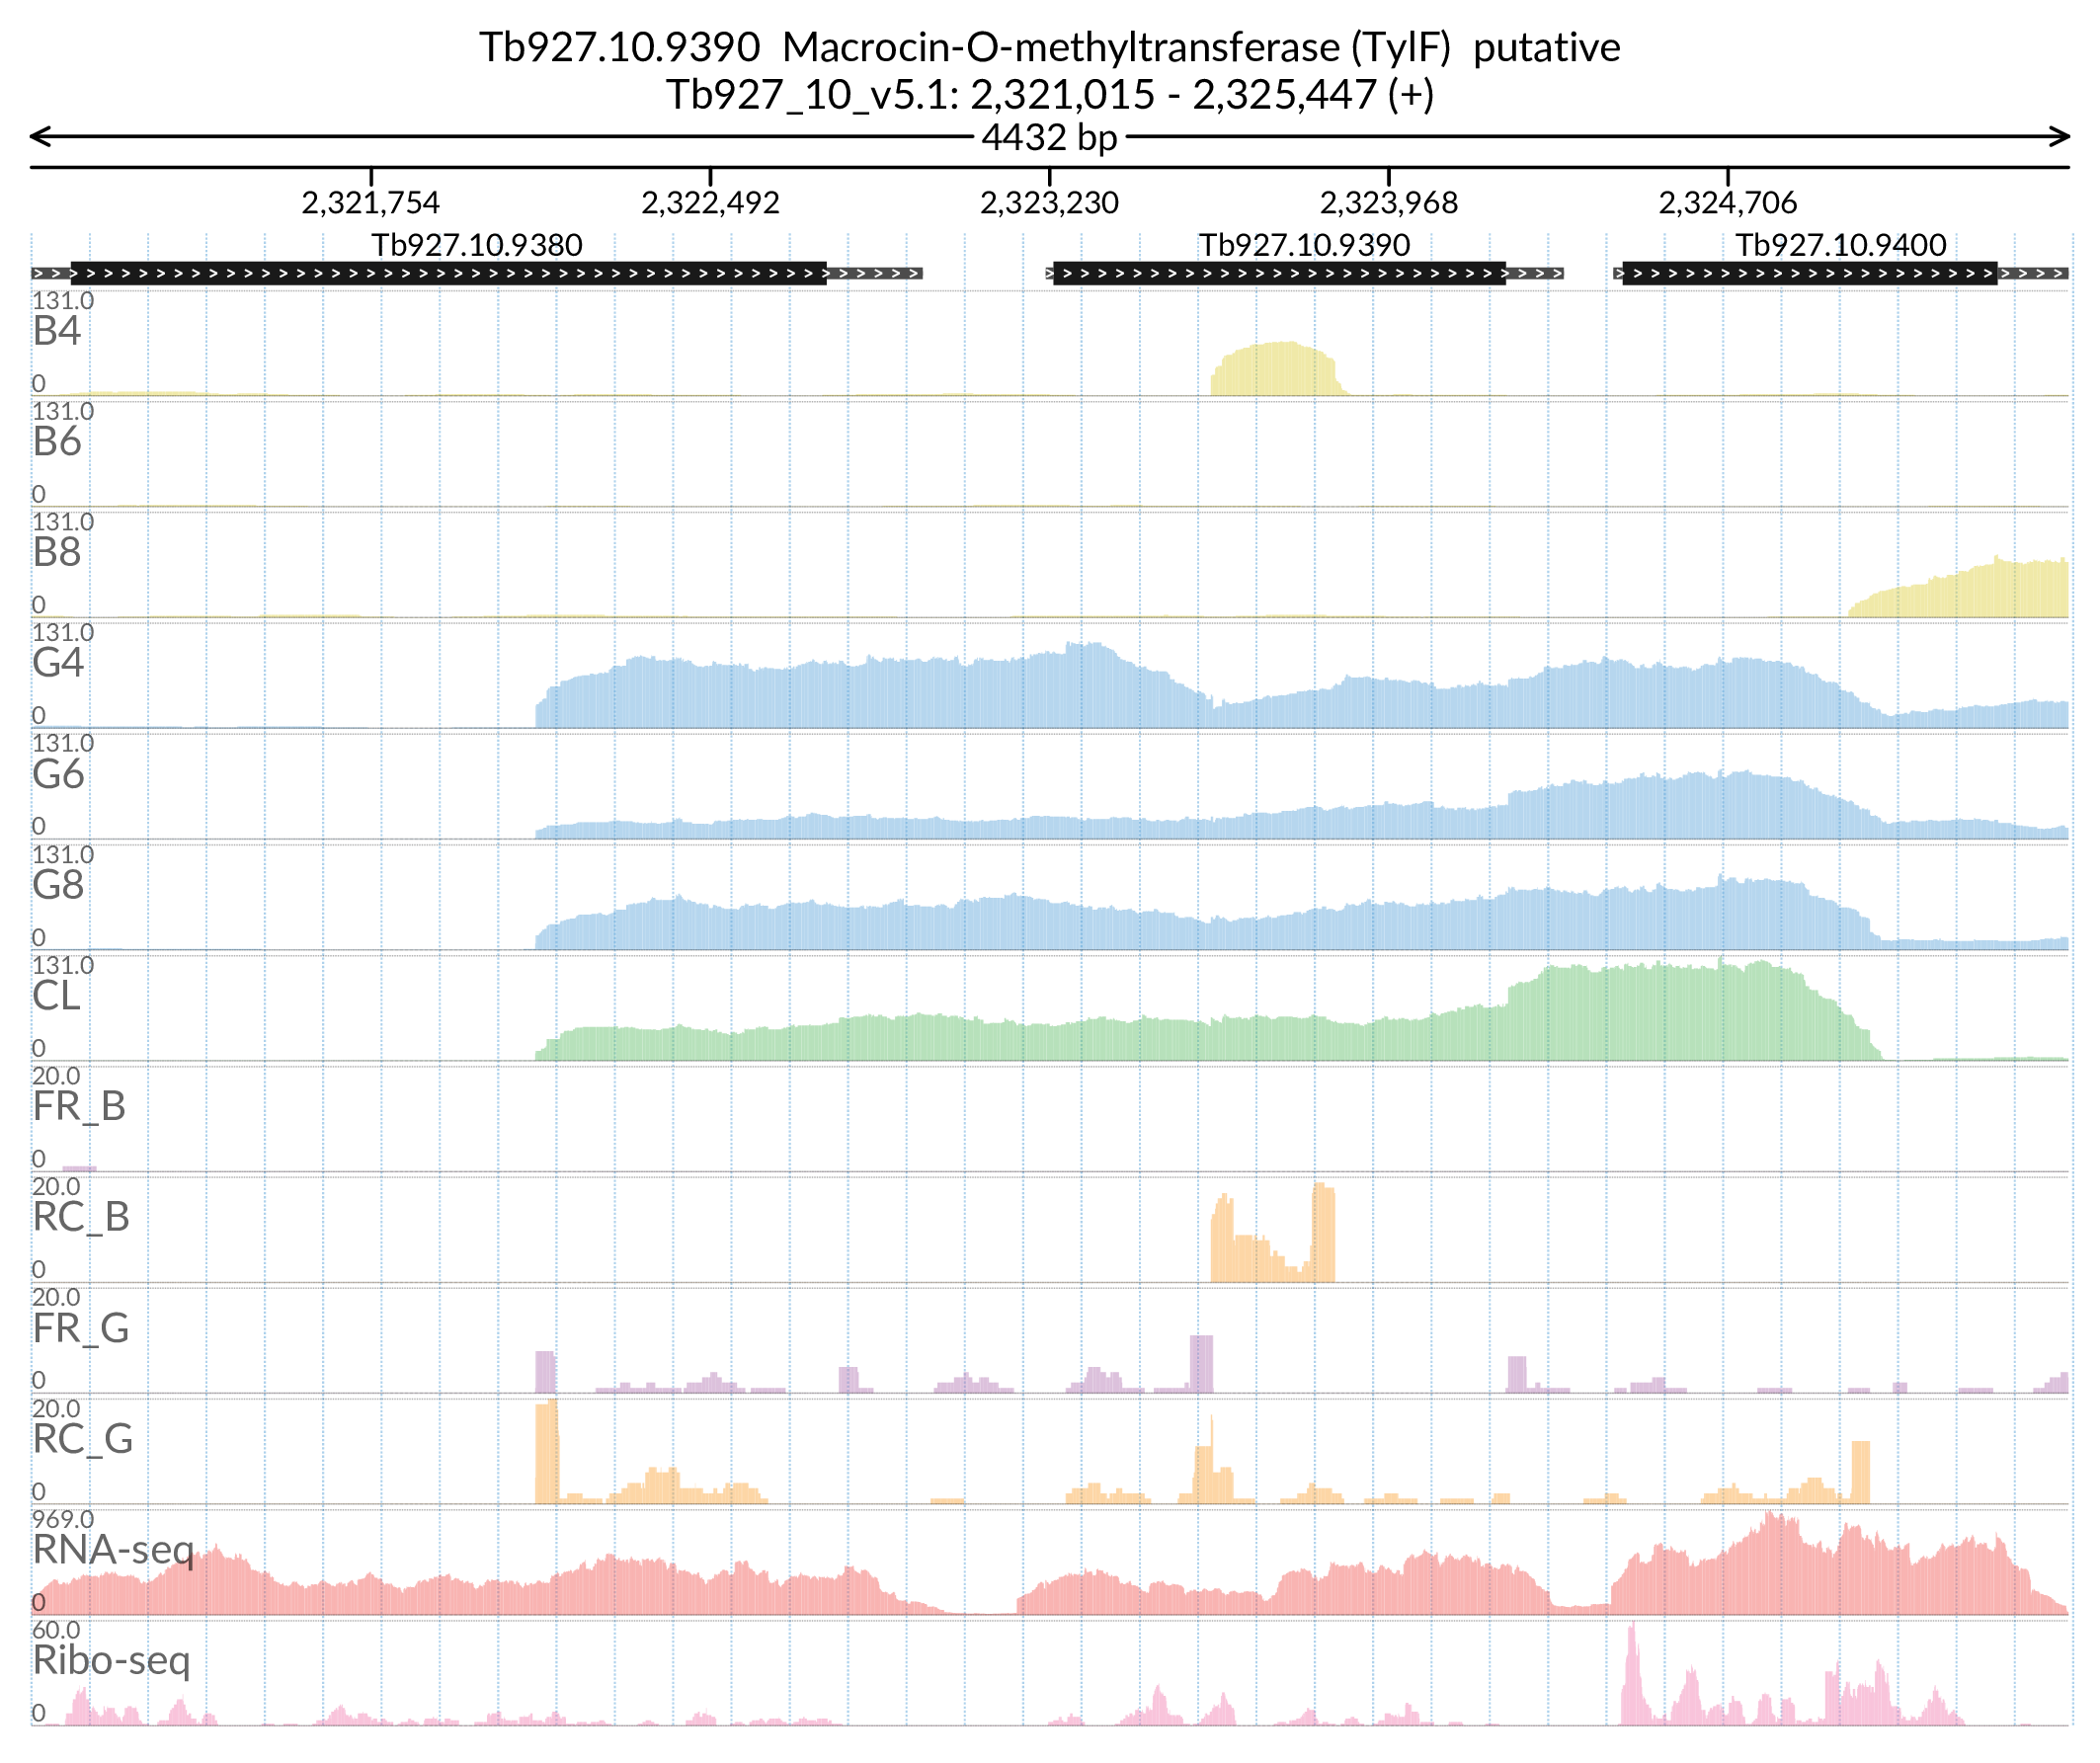 Tb927.10.9390  Macrocin-O-methyltransferase (TylF)  putative
Tb927_10_v5.1: 2,321,015 - 2,325,447 (+)
4432 bp
2,321,754 2,322,492 2,323,230 2,323,968 2,324,706
Tb927.10.9380 Tb927.10.9390 Tb927.10.9400
131.0
B4
0
131.0
B6
0
131.0
B8
0
131.0
G4
0
131.0
G6
0
131.0
G8
0
131.0
CL
0
20.0
FR_B
0
20.0
RC_B
0
20.0
FR_G
0
20.0
RC_G
0
969.0
RNA-seq
0
60.0
Ribo-seq
0